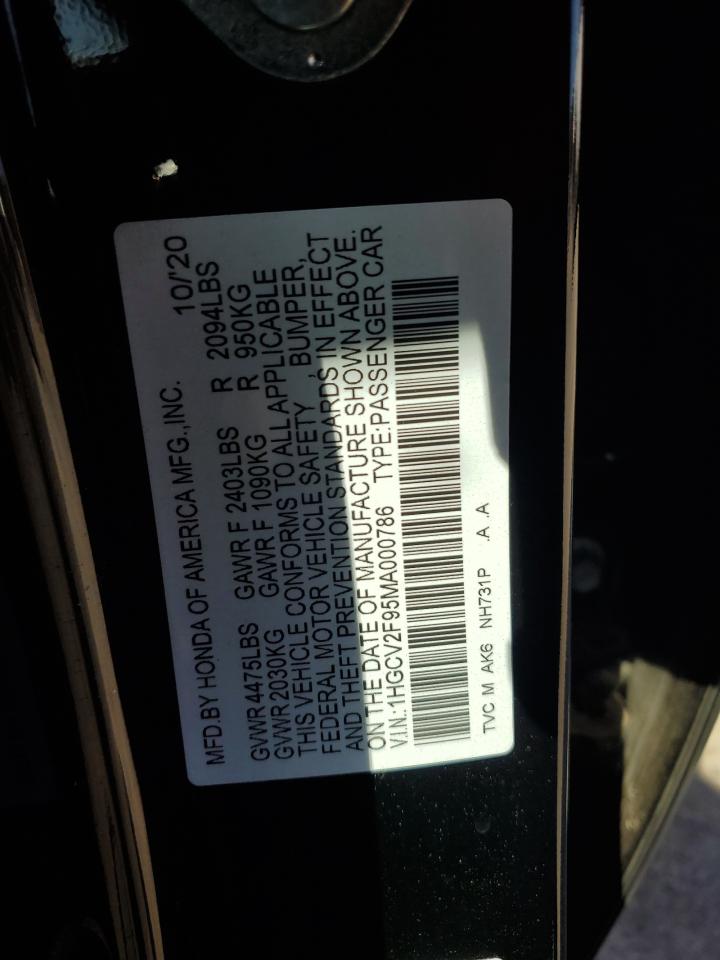 MFD.BY HONDA OF AMERICA MFG.,INC. 10/'20
GVWR 4475LBS GAWR F 2403LBS R 2094LBS
GVWR 2030KG GAWR F 1090KG R 950KG
THIS VEHICLE CONFORMS TO ALL APPLICABLE
FEDERAL MOTOR VEHICLE SAFETY , BUMPER,
AND THEFT PREVENTION STANDARDS IN EFFECT
ON THE DATE OF MANUFACTURE SHOWN ABOVE.
V.I.N.:1HGCV2F95MA000786 TYPE:PASSENGER CAR
TVC M AK6 NH731P .A A